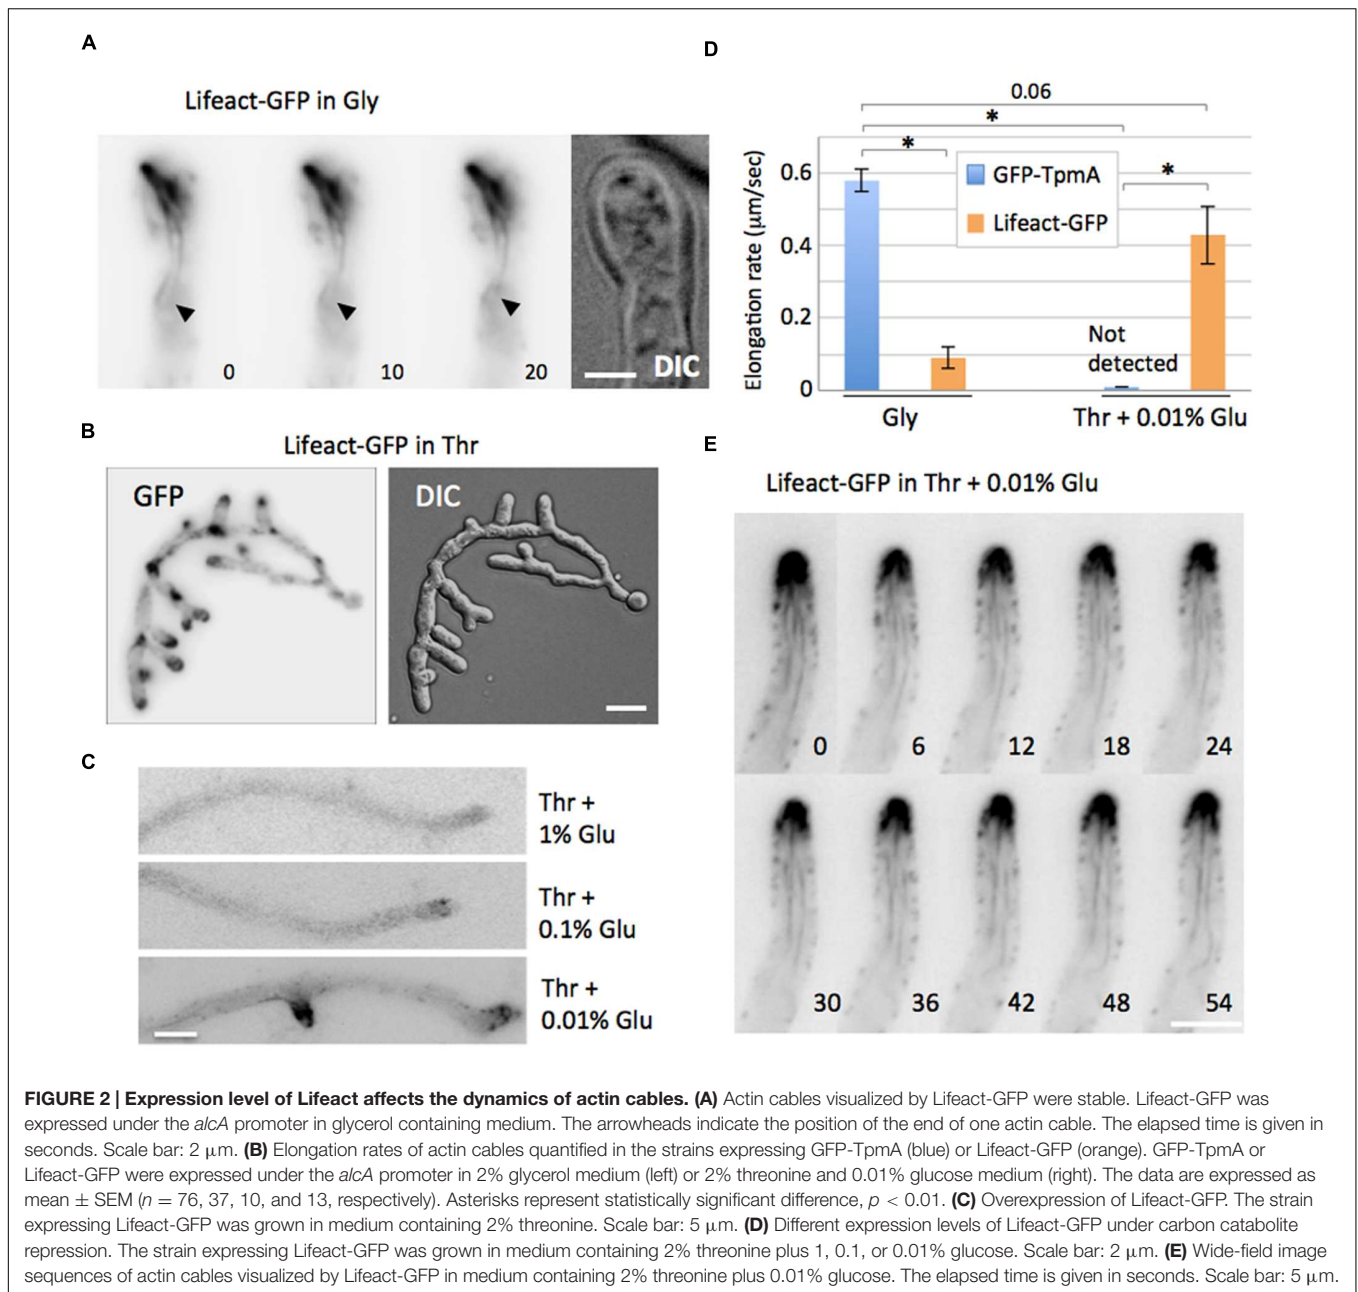 A
Lifeact-GFP in Gly
0
10
20
DIC
B
Lifeact-GFP in Thr
GFP
DIC
C
Thr +
1% Glu
Thr +
0.1% Glu
Thr +
0.01% Glu
D
0.06
*
*
*
GFP-TpmA
Lifeact-GFP
Elongation rate (μm/sec)
0.6
0.4
0.2
0
Not
detected
Gly
Thr + 0.01% Glu
E
Lifeact-GFP in Thr + 0.01% Glu
0
6
12
18
24
30
36
42
48
54
FIGURE 2 | Expression level of Lifeact affects the dynamics of actin cables. (A) Actin cables visualized by Lifeact-GFP were stable. Lifeact-GFP was
expressed under the alcA promoter in glycerol containing medium. The arrowheads indicate the position of the end of one actin cable. The elapsed time is given in
seconds. Scale bar: 2 μm. (B) Elongation rates of actin cables quantified in the strains expressing GFP-TpmA (blue) or Lifeact-GFP (orange). GFP-TpmA or
Lifeact-GFP were expressed under the alcA promoter in 2% glycerol medium (left) or 2% threonine and 0.01% glucose medium (right). The data are expressed as
mean ± SEM (n = 76, 37, 10, and 13, respectively). Asterisks represent statistically significant difference, p < 0.01. (C) Overexpression of Lifeact-GFP. The strain
expressing Lifeact-GFP was grown in medium containing 2% threonine. Scale bar: 5 μm. (D) Different expression levels of Lifeact-GFP under carbon catabolite
repression. The strain expressing Lifeact-GFP was grown in medium containing 2% threonine plus 1, 0.1, or 0.01% glucose. Scale bar: 2 μm. (E) Wide-field image
sequences of actin cables visualized by Lifeact-GFP in medium containing 2% threonine plus 0.01% glucose. The elapsed time is given in seconds. Scale bar: 5 μm.